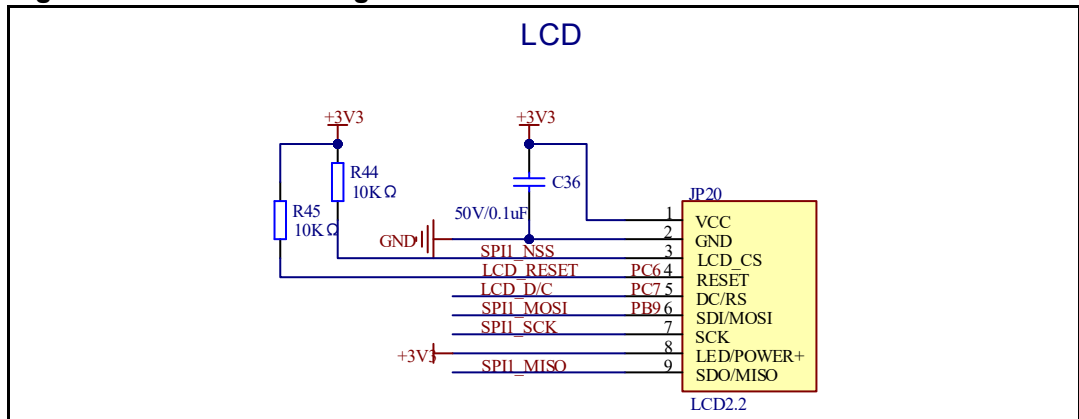 LCD
+3V3
+3V3
R44
10KΩ
C36
R45
10KΩ
50V/0.1uF
GND
JP20
1 VCC
2 GND
SPI1_NSS 3 LCD_CS
LCD_RESET PC6 4 RESET
LCD_D/C PC7 5 DC/RS
SPI1_MOSI PB9 6 SDI/MOSI
SPI1_SCK 7 SCK
+3V3 8 LED/POWER+
SPI1_MISO 9 SDO/MISO
LCD2.2